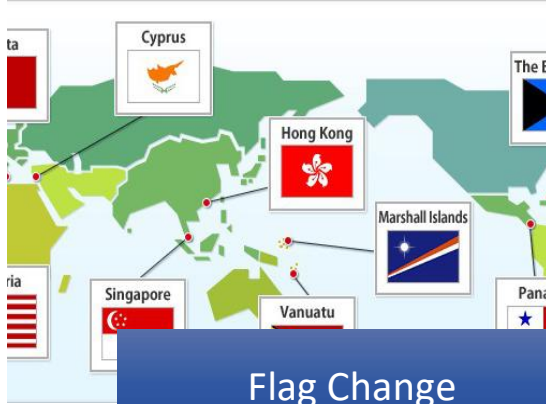 Cyprus
Hong Kong
Marshall Islands
Singapore
Vanuatu
Flag Change